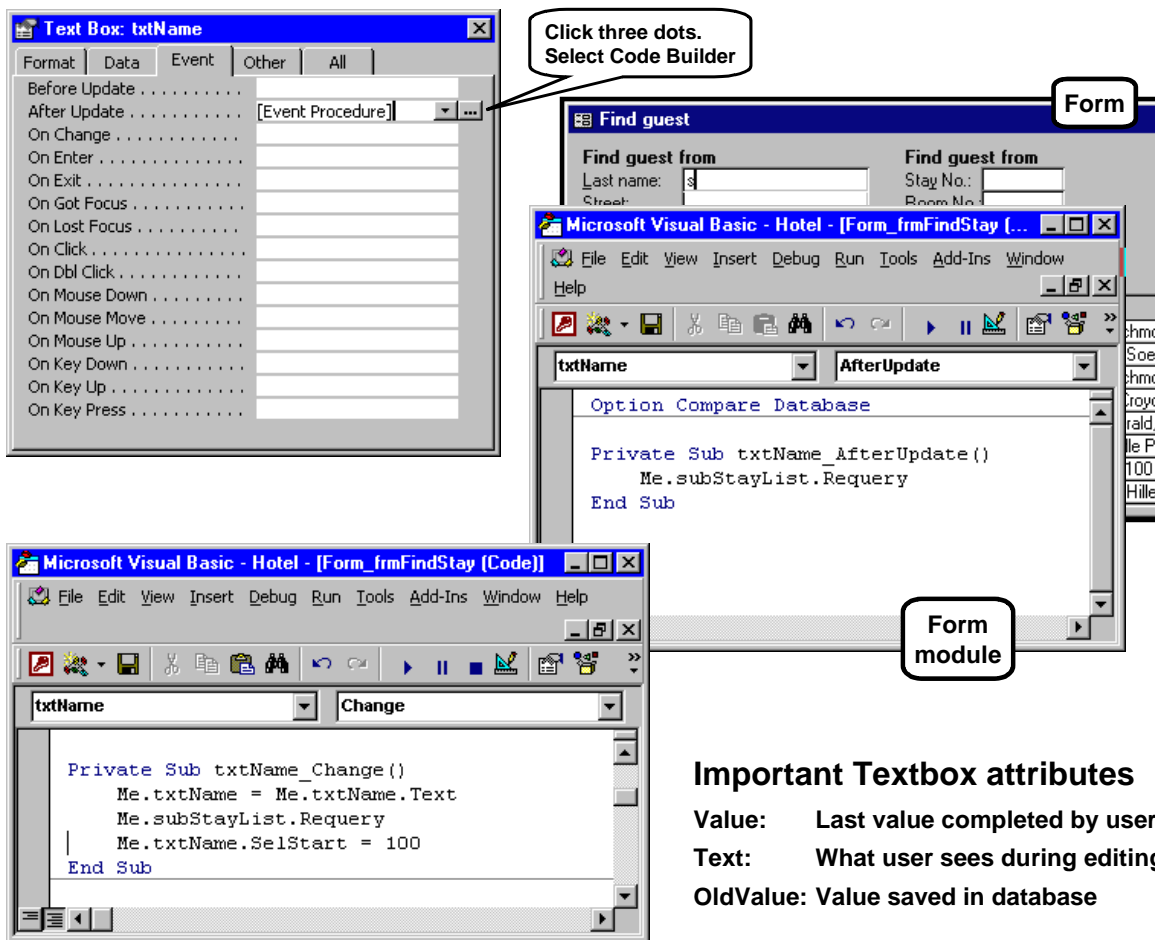 Text Box: txtName
Format Data Event Other All
Before Update . . . . . . . . . .
After Update . . . . . . . . . . . [Event Procedure] ...
On Change . . . . . . . . . . . .
On Enter . . . . . . . . . . . . . .
On Exit . . . . . . . . . . . . . . .
On Got Focus . . . . . . . . . . .
On Lost Focus . . . . . . . . . .
On Click . . . . . . . . . . . . . . .
On Dbl Click . . . . . . . . . . . .
On Mouse Down . . . . . . . . .
On Mouse Move . . . . . . . . .
On Mouse Up . . . . . . . . . . .
On Key Down . . . . . . . . . . .
On Key Up . . . . . . . . . . . . .
On Key Press . . . . . . . . . . .
Click three dots.
Select Code Builder
Form
Find guest
Find guest from Find guest from
Last name: s Stay No.:
Street: Room No.:
Microsoft Visual Basic - Hotel - [Form_frmFindStay (...
File Edit View Insert Debug Run Tools Add-Ins Window
Help
txtName AfterUpdate
Option Compare Database
Private Sub txtName_AfterUpdate()
Me.subStayList.Requery
End Sub
100
Hille
Form
module
Microsoft Visual Basic - Hotel - [Form_frmFindStay (Code)]
File Edit View Insert Debug Run Tools Add-Ins Window Help
txtName Change
Private Sub txtName_Change()
Me.txtName = Me.txtName.Text
Me.subStayList.Requery
Me.txtName.SelStart = 100
End Sub
Important Textbox attributes
Value: Last value completed by user
Text: What user sees during editing
OldValue: Value saved in database